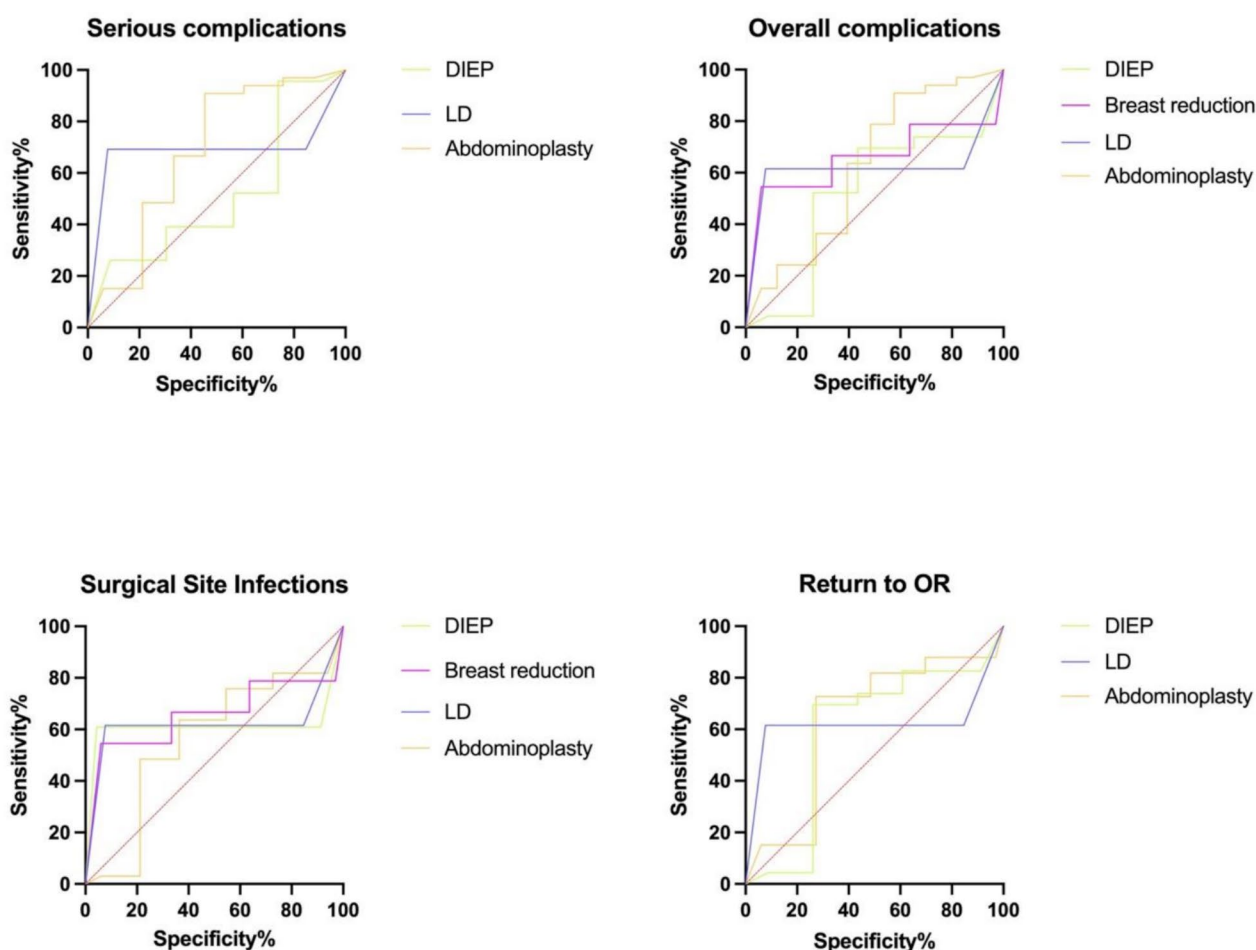 Serious complications
100
80
60
40
20
0
Sensitivity%
0 20 40 60 80 100
Specificity%
DIEP
LD
Abdominoplasty
Overall complications
100
80
60
40
20
0
Sensitivity%
0 20 40 60 80 100
Specificity%
DIEP
Breast reduction
LD
Abdominoplasty
Surgical Site Infections
100
80
60
40
20
0
Sensitivity%
0 20 40 60 80 100
Specificity%
DIEP
Breast reduction
LD
Abdominoplasty
Return to OR
100
80
60
40
20
0
Sensitivity%
0 20 40 60 80 100
Specificity%
DIEP
LD
Abdominoplasty